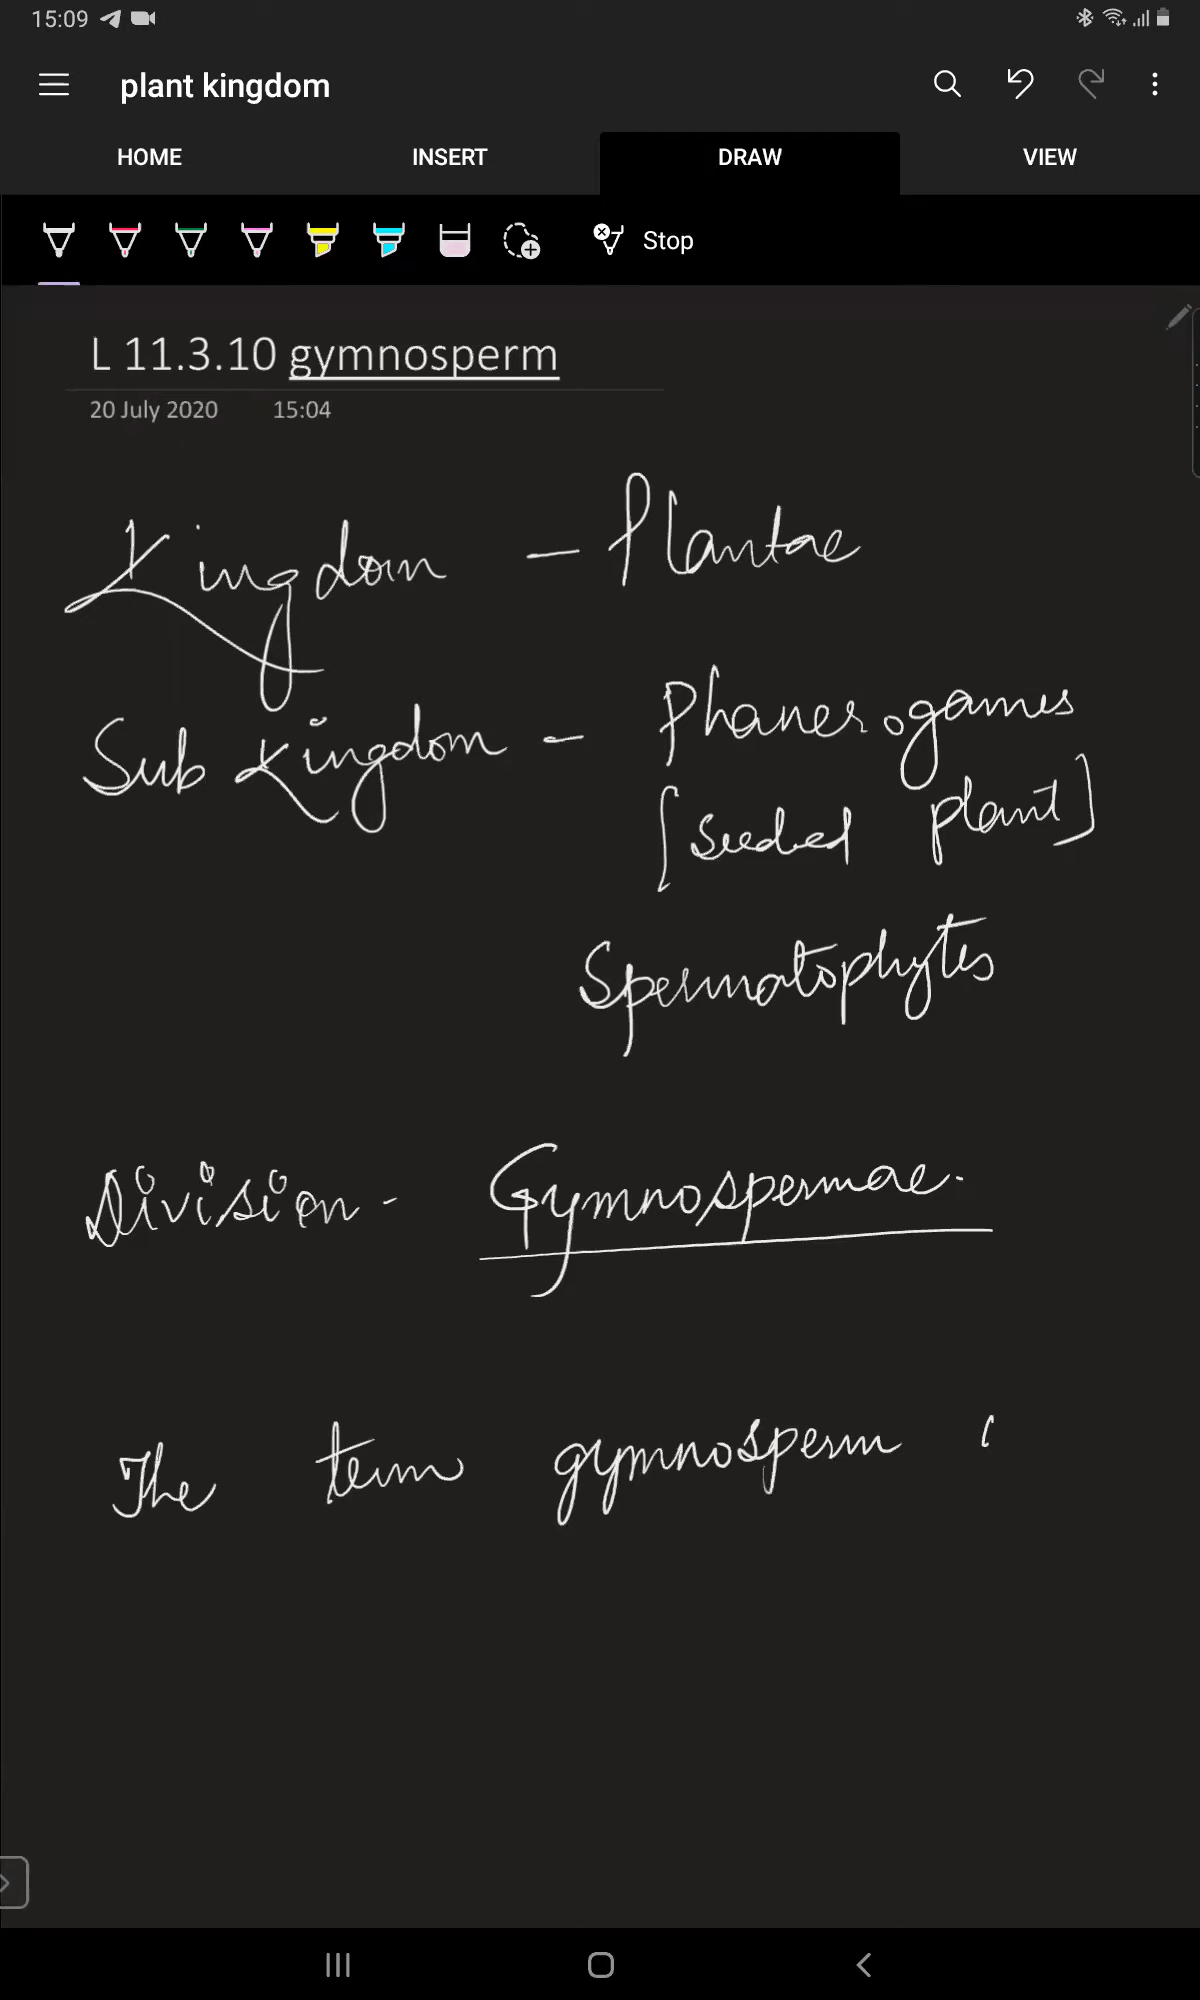 15:09
plant kingdom
HOME INSERT DRAW VIEW
Stop
L 11.3.10 gymnosperm
20 July 2020 15:04
Kingdom - Plantae
Sub Kingdom - Phanerogames
[seeded plant]
Spermatophytes
Division - Gymnospermae.
The term gymnosperm